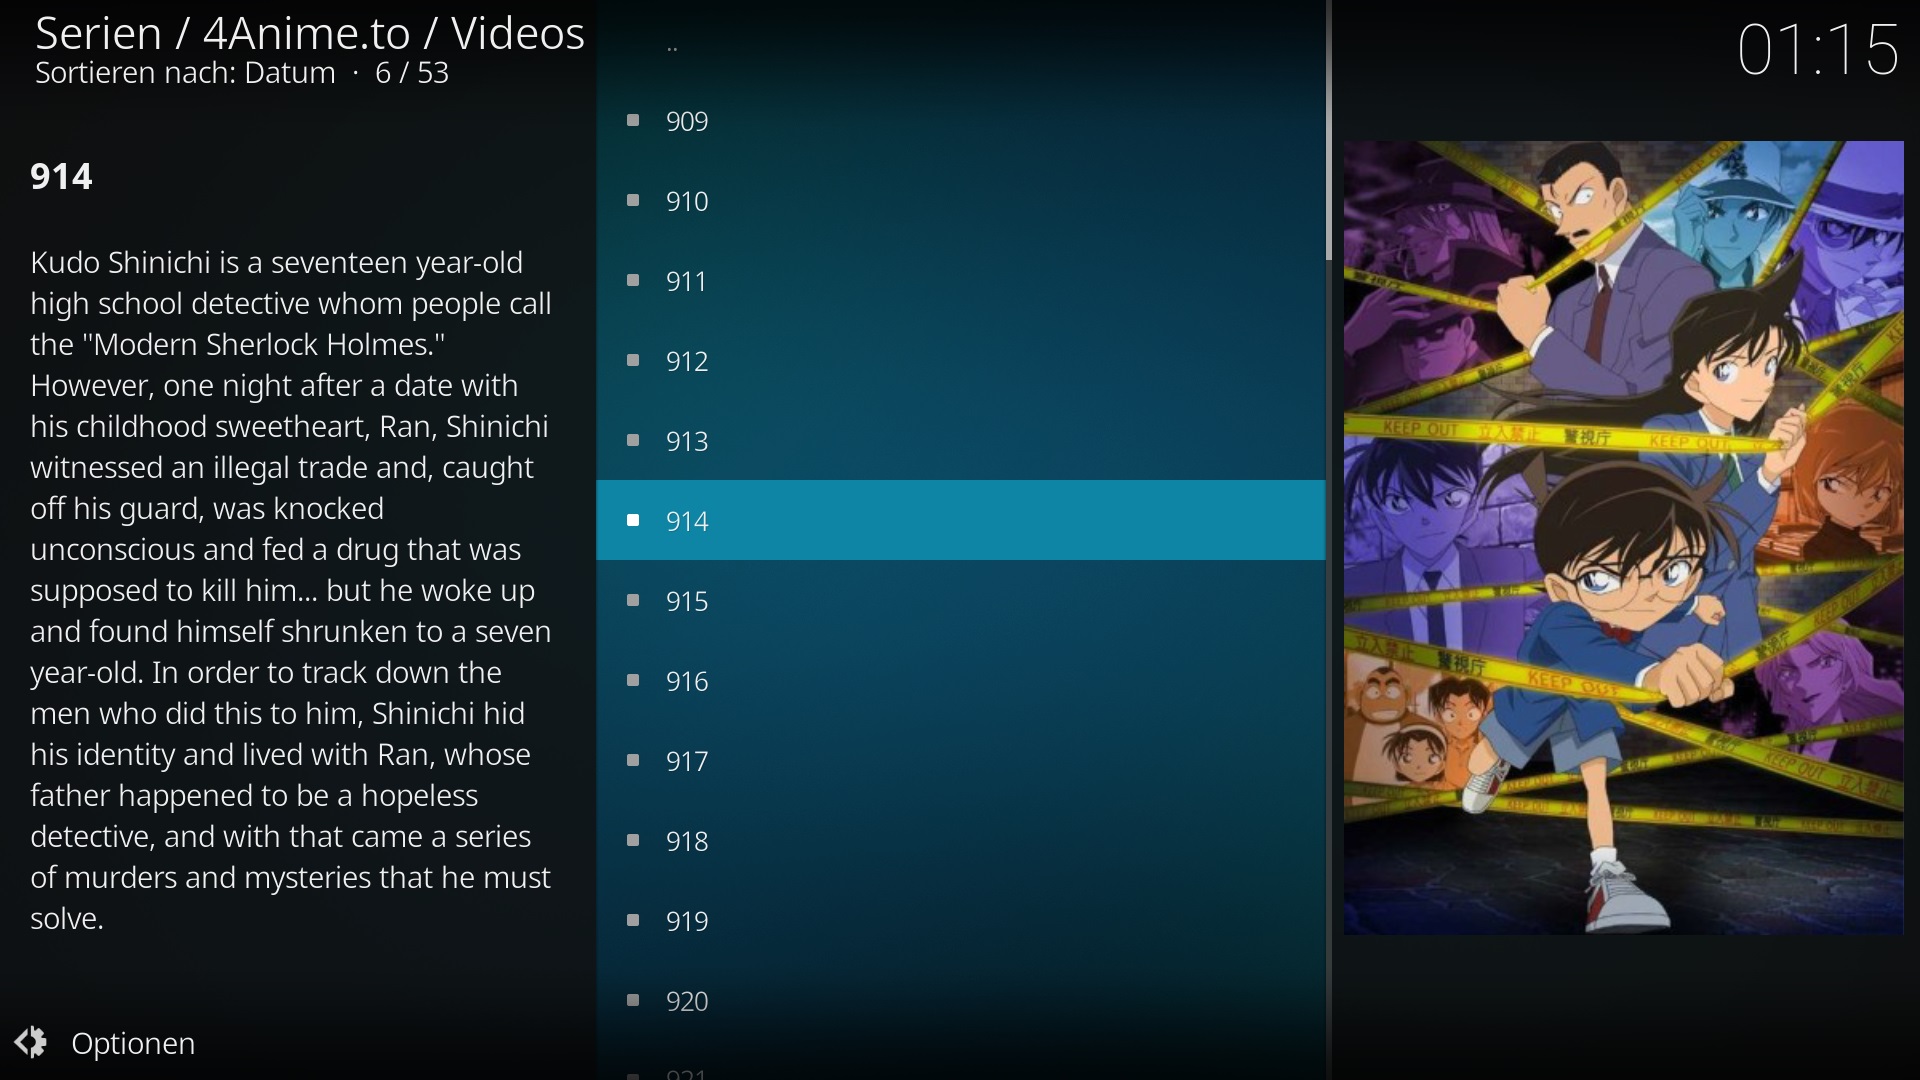 Serien / 4Anime.to / Videos
Sortieren nach: Datum · 6 / 53
01:15
914
Kudo Shinichi is a seventeen year-old
high school detective whom people call
the "Modern Sherlock Holmes."
However, one night after a date with
his childhood sweetheart, Ran, Shinichi
witnessed an illegal trade and, caught
off his guard, was knocked
unconscious and fed a drug that was
supposed to kill him... but he woke up
and found himself shrunken to a seven
year-old. In order to track down the
men who did this to him, Shinichi hid
his identity and lived with Ran, whose
father happened to be a hopeless
detective, and with that came a series
of murders and mysteries that he must
solve.
Optionen
..
909
910
911
912
913
914
915
916
917
918
919
920
921
KEEP OUT 立入禁止 警視庁 KEEP OUT
立入禁止 警視庁 KEEP OUT
KEEP OUT 立入禁止